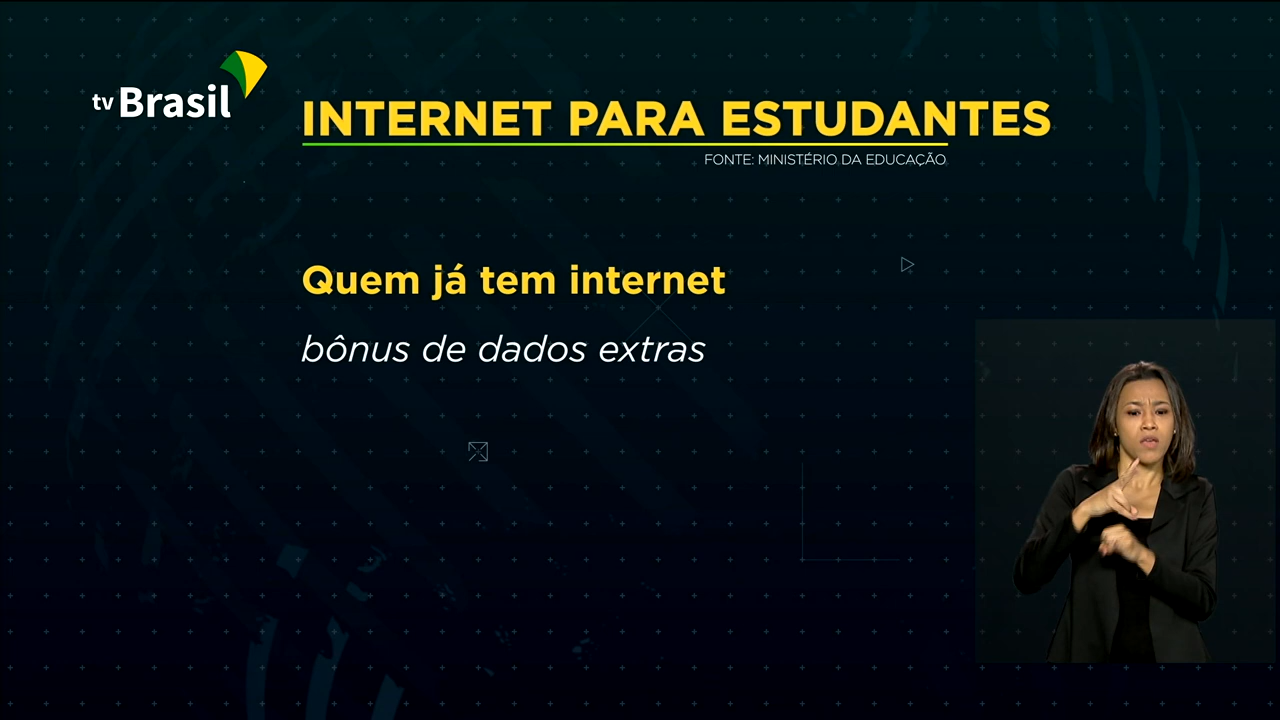 tv Brasil
INTERNET PARA ESTUDANTES
FONTE: MINISTÉRIO DA EDUCAÇÃO
Quem já tem internet
bônus de dados extras